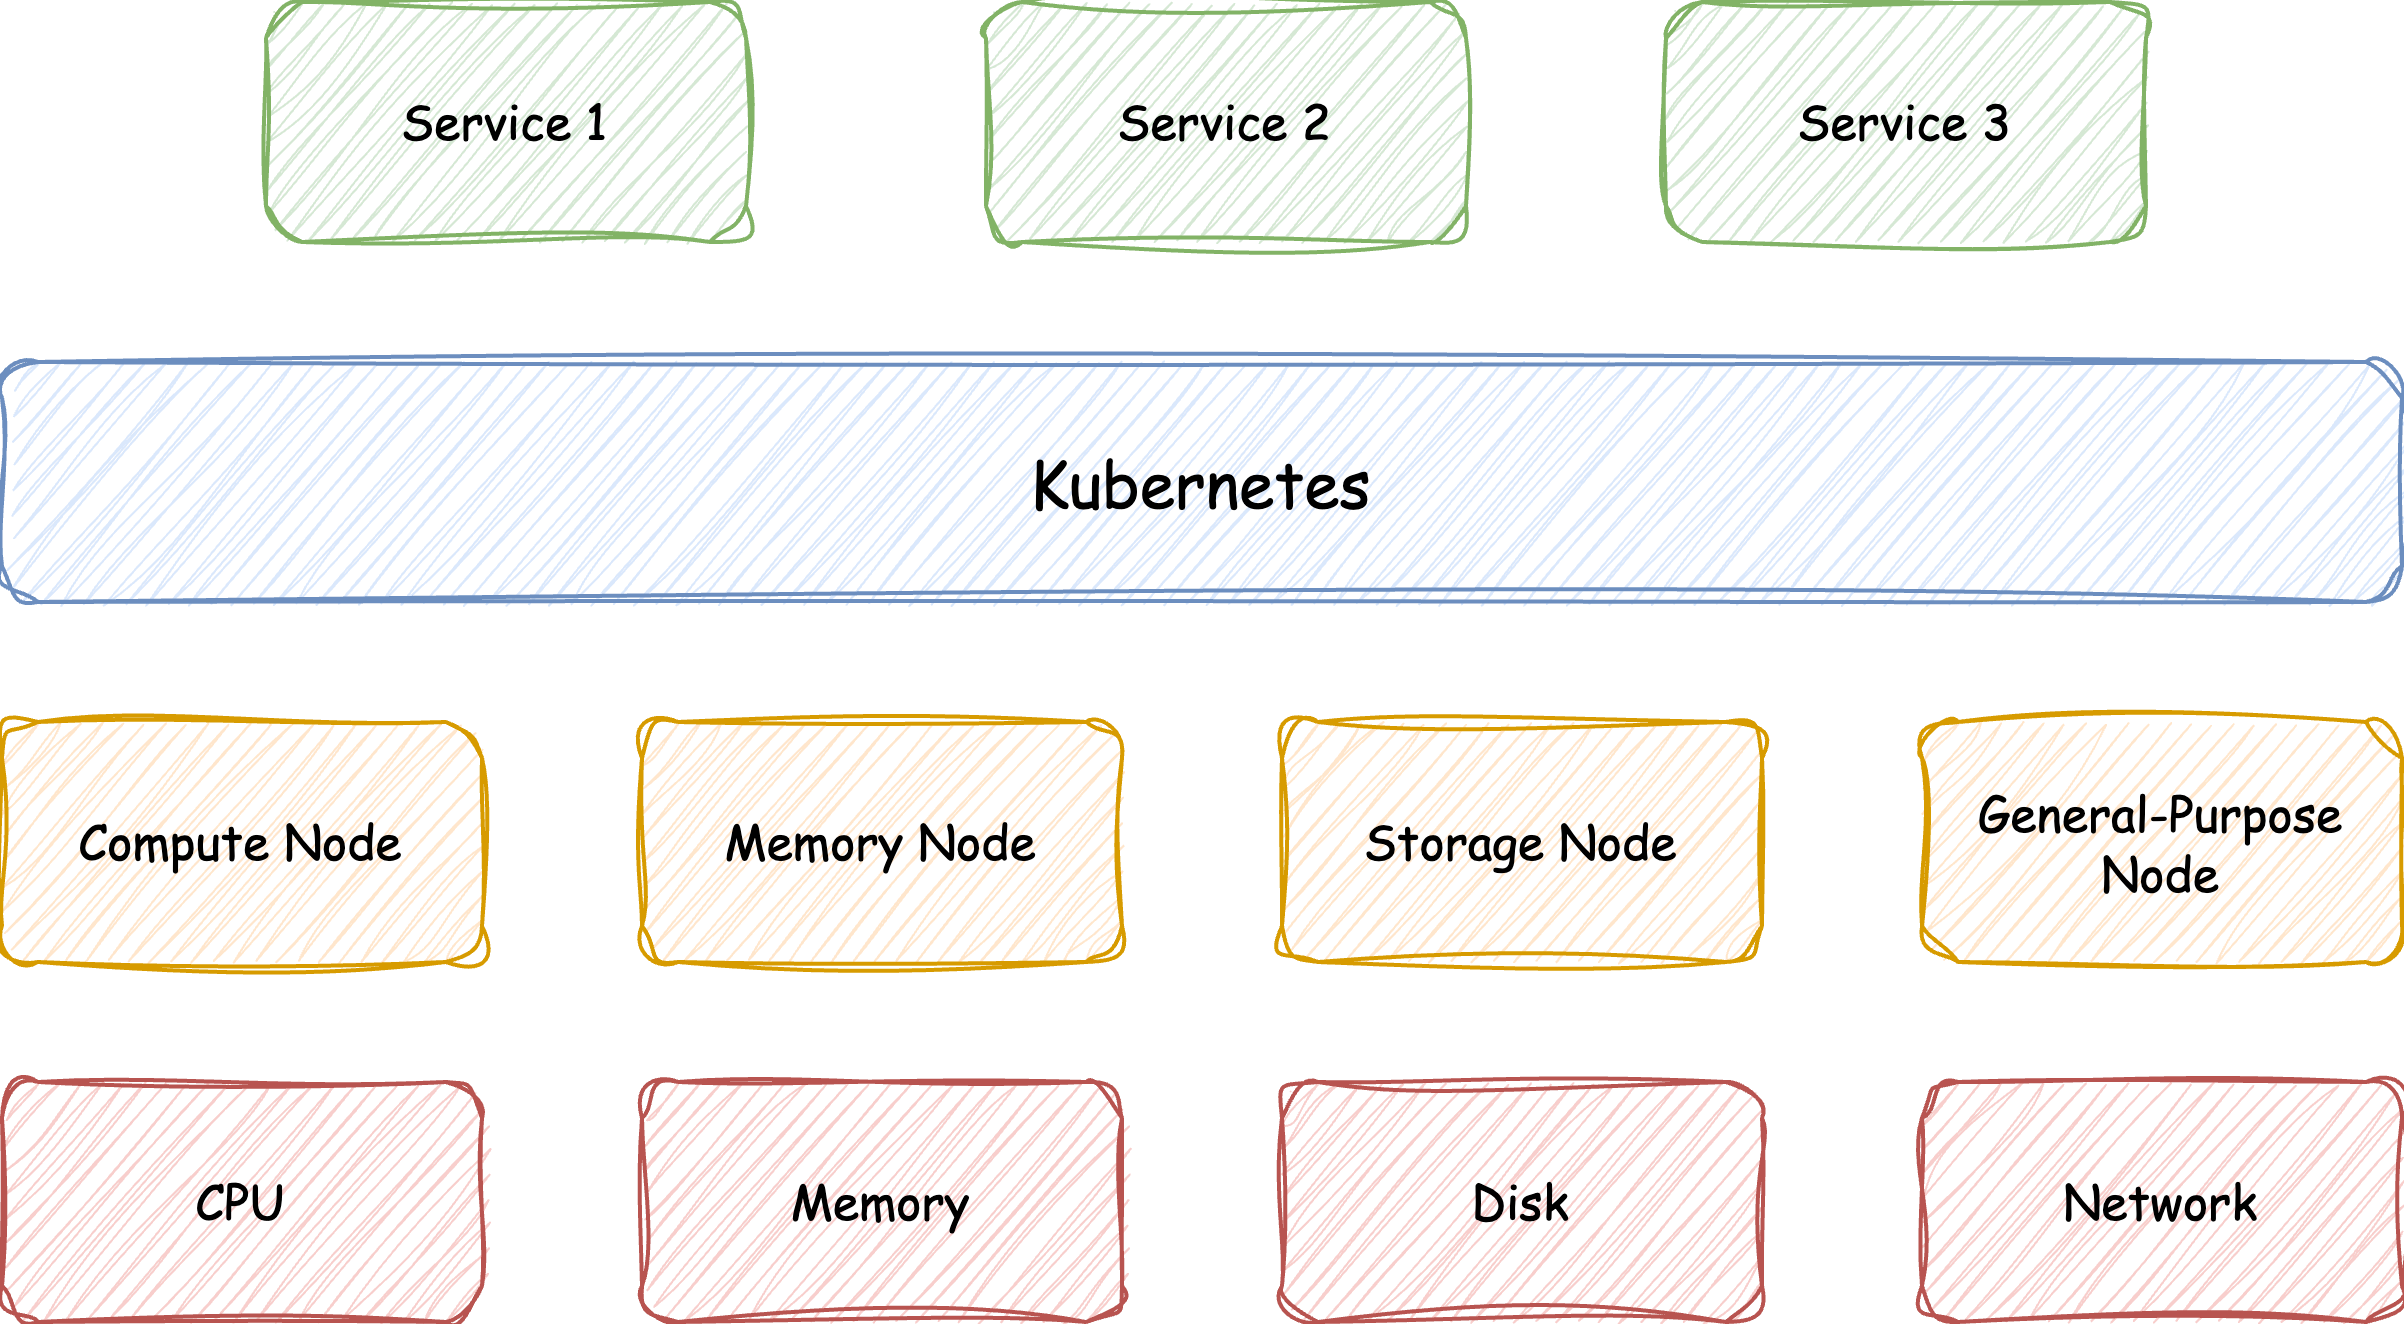 Service 1
Service 2
Service 3
Kubernetes
Compute Node
Memory Node
Storage Node
General-Purpose
Node
CPU
Memory
Disk
Network